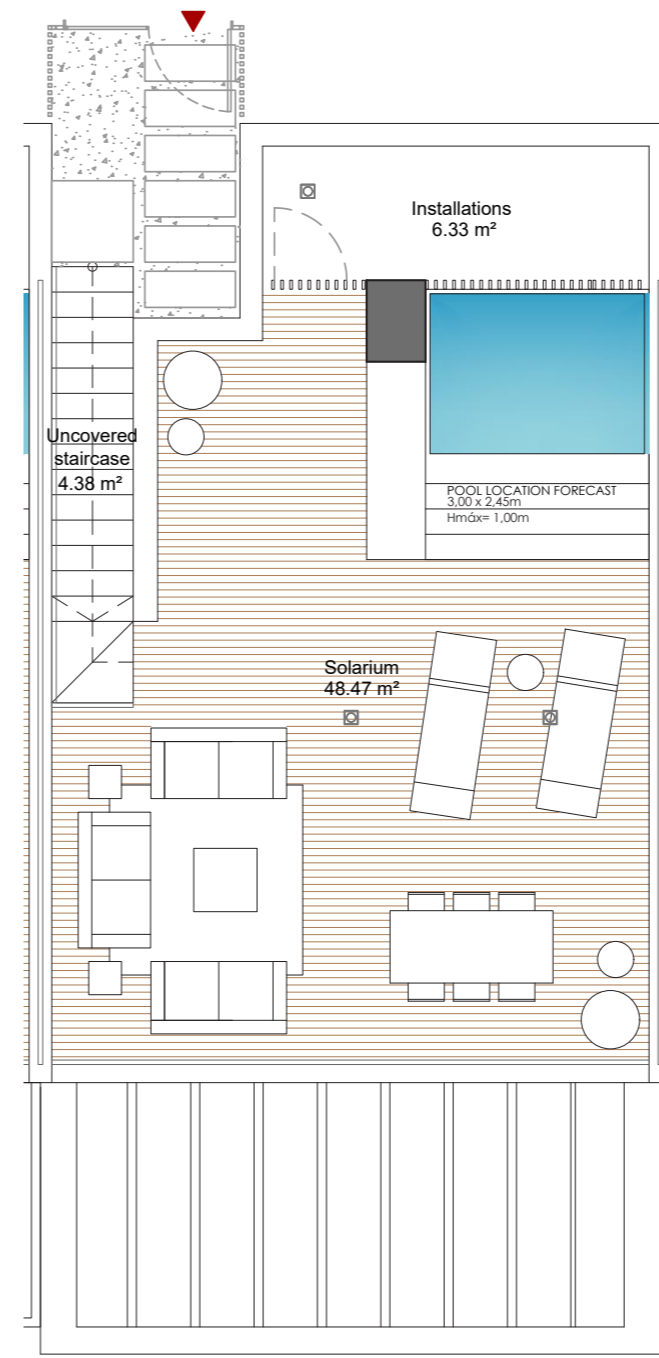 Installations
6.33 m²
Uncovered
staircase
4.38 m²
POOL LOCATION FORECAST
3,00 x 2,45m
Hmáx= 1,00m
Solarium
48.47 m²